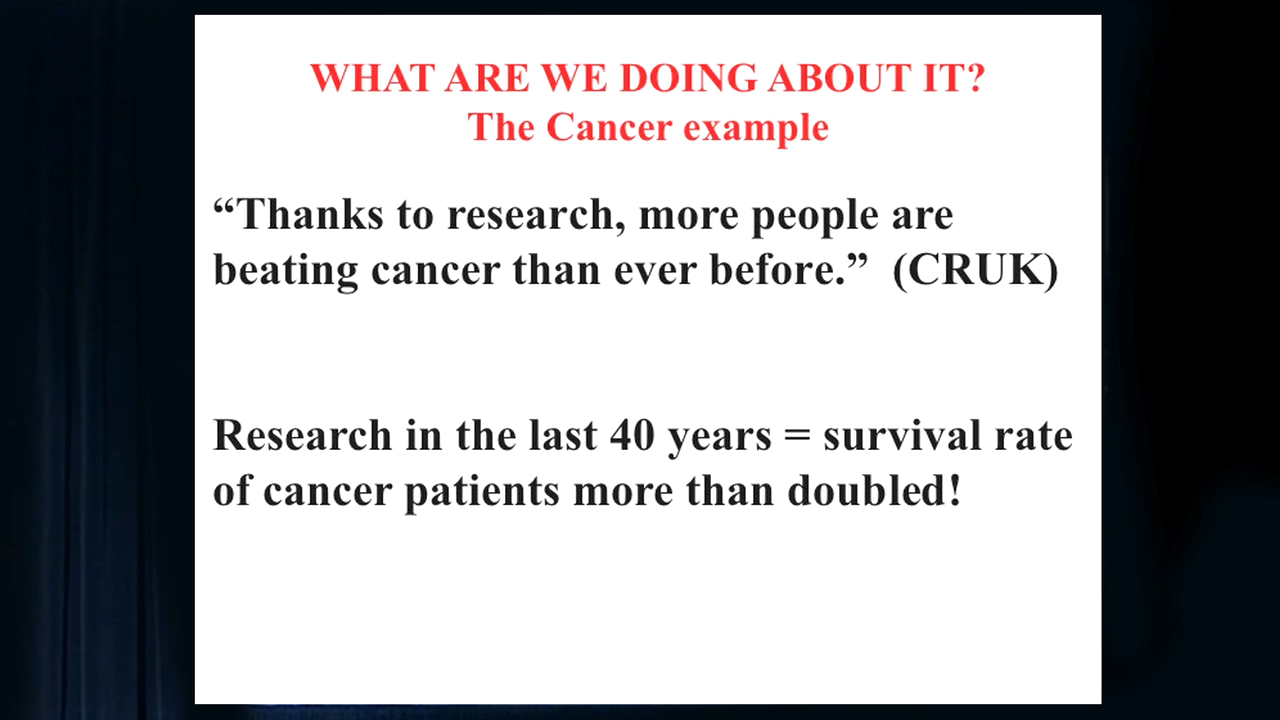 WHAT ARE WE DOING ABOUT IT?
The Cancer example
“Thanks to research, more people are
beating cancer than ever before.”  (CRUK)
Research in the last 40 years = survival rate
of cancer patients more than doubled!